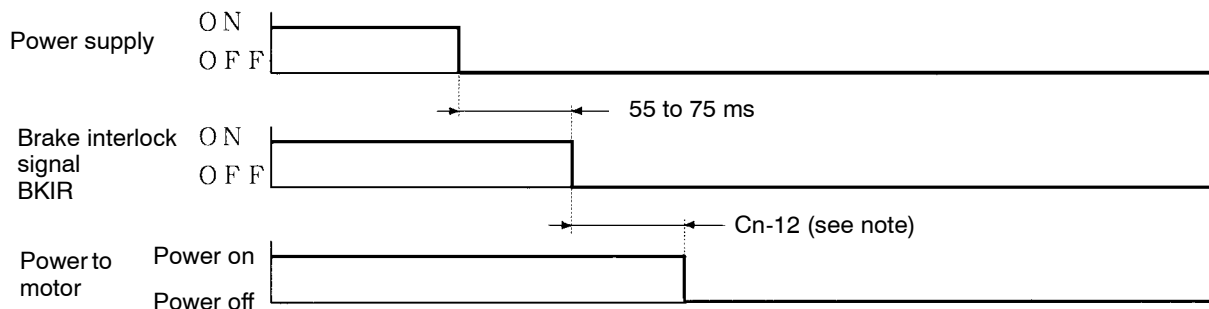 Power supply
ON
OFF
55 to 75 ms
Brake interlock
signal
BKIR
ON
OFF
Cn-12 (see note)
Power to
motor
Power on
Power off